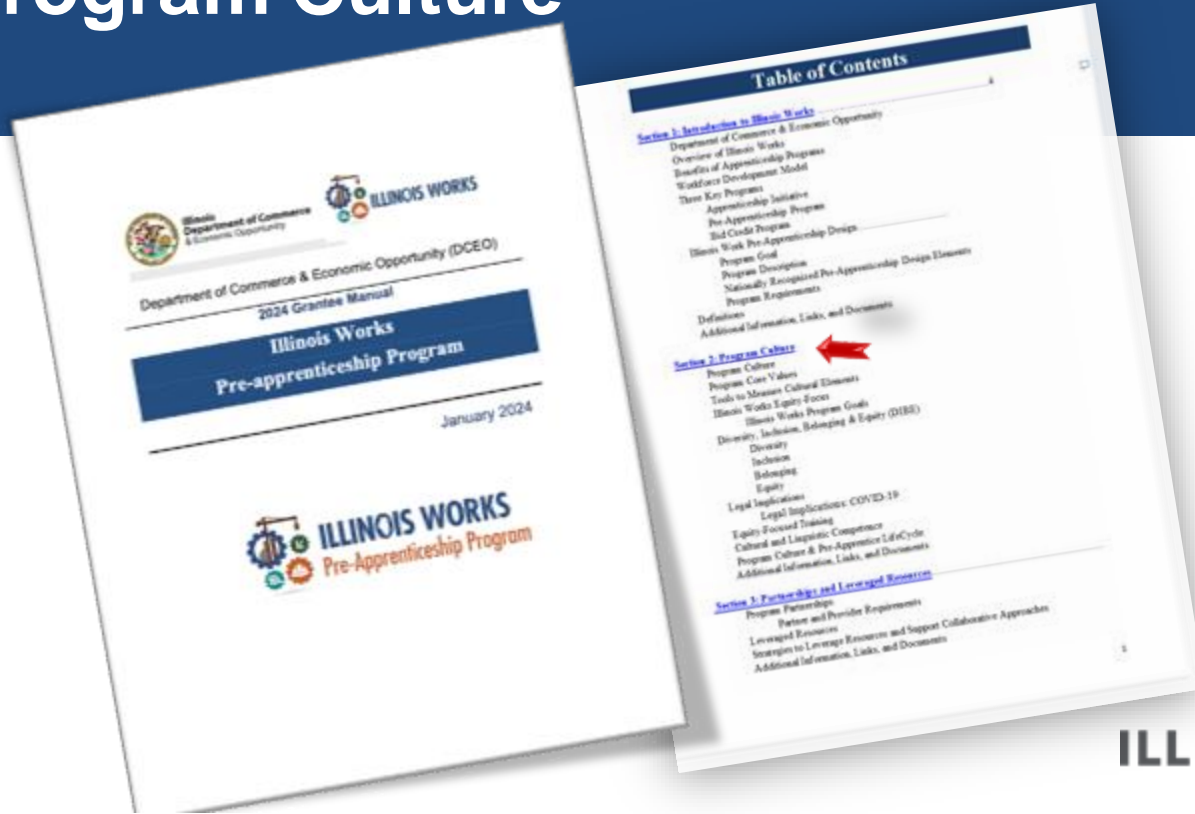 rogram Culture
Illinois
Department of Commerce
& Economic Opportunity
ILLINOIS WORKS
Department of Commerce & Economic Opportunity (DCEO)
2024 Grantee Manual
Illinois Works
Pre-apprenticeship Program
January 2024
ILLINOIS WORKS
Pre-Apprenticeship Program
Table of Contents
Section 1: Introduction to Illinois Works
Department of Commerce & Economic Opportunity
Overview of Illinois Works
Benefits of Apprenticeship Programs
Workforce Development Model
Three Key Programs
Apprenticeship Initiative
Pre-Apprenticeship Program
Bid Credit Program
Illinois Work Pre-Apprenticeship Design
Program Goal
Program Description
Nationally Recognized Pre-Apprenticeship Design Elements
Program Requirements
Definitions
Additional Information, Links, and Documents
Section 2: Program Culture
Program Culture
Program Core Values
Tools to Measure Cultural Elements
Illinois Works Equity-Focus
Illinois Works Program Goals
Diversity, Inclusion, Belonging & Equity (DIBE)
Diversity
Inclusion
Belonging
Equity
Legal Implications
Legal Implications: COVID-19
Equity-Focused Training
Cultural and Linguistic Competence
Program Culture & Pre-Apprentice LifeCycle
Additional Information, Links, and Documents
Section 3: Partnerships and Leveraged Resources
Program Partnerships
Partner and Provider Requirements
Leveraged Resources
Strategies to Leverage Resources and Support Collaborative Approaches
Additional Information, Links, and Documents
ILL